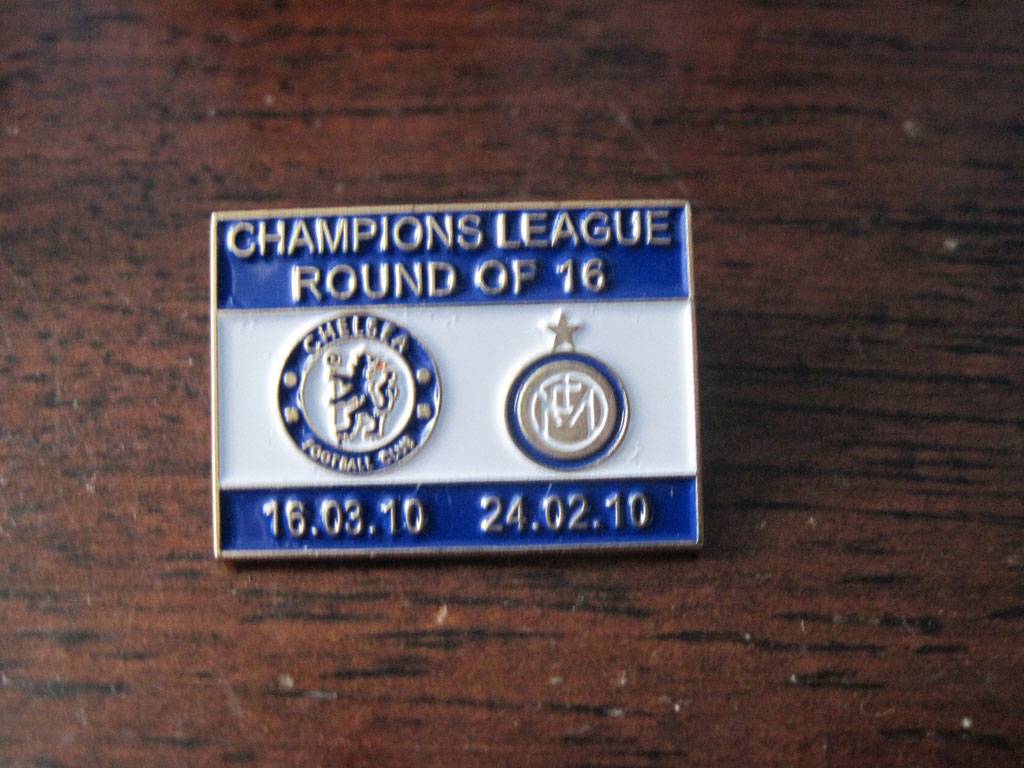 CHAMPIONS LEAGUE
ROUND OF 16
CHELSEA
FOOTBALL CLUB
16.03.10 24.02.10